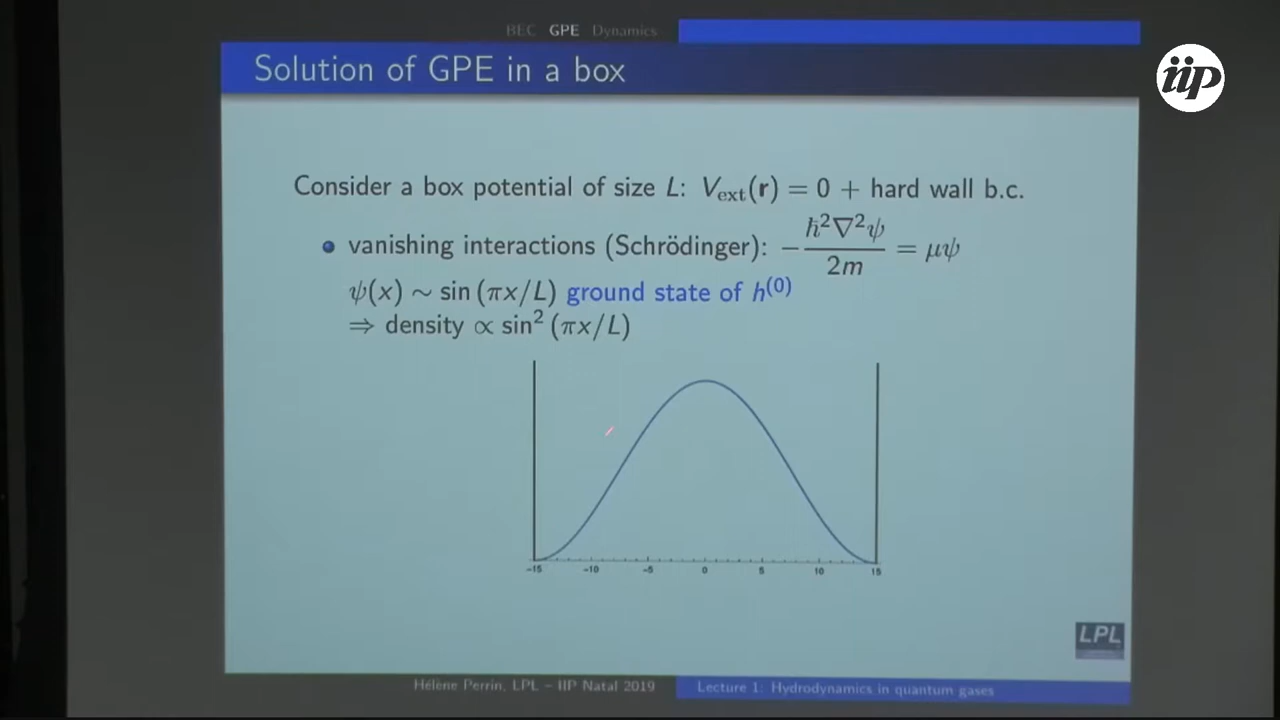 BEC GPE Dynamics
iip
Solution of GPE in a box
Consider a box potential of size L: V_ext(r) = 0 + hard wall b.c.
vanishing interactions (Schrödinger): −ħ²∇²ψ/2m = μψ
ψ(x) ~ sin (πx/L) ground state of h⁽⁰⁾
⇒ density ∝ sin² (πx/L)
-15 -10 -5 0 5 10 15
LPL
Hélène Perrin, LPL – IIP Natal 2019 Lecture 1: Hydrodynamics in quantum gases